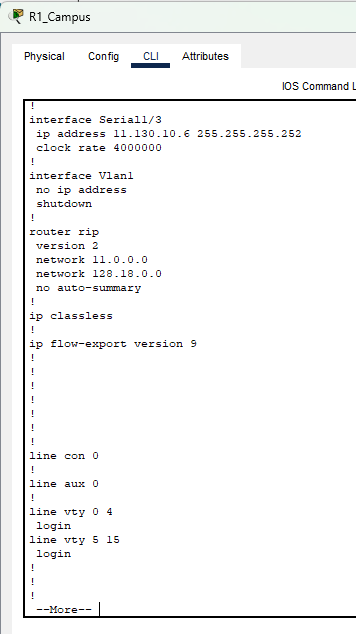 R1_Campus
Physical Config CLI Attributes
IOS Command L
!
interface Serial1/3
ip address 11.130.10.6 255.255.255.252
clock rate 4000000
!
interface Vlan1
no ip address
shutdown
!
router rip
version 2
network 11.0.0.0
network 128.18.0.0
no auto-summary
!
ip classless
!
ip flow-export version 9
!
!
!
!
!
!
!
line con 0
!
line aux 0
!
line vty 0 4
login
line vty 5 15
login
!
!
!
--More--